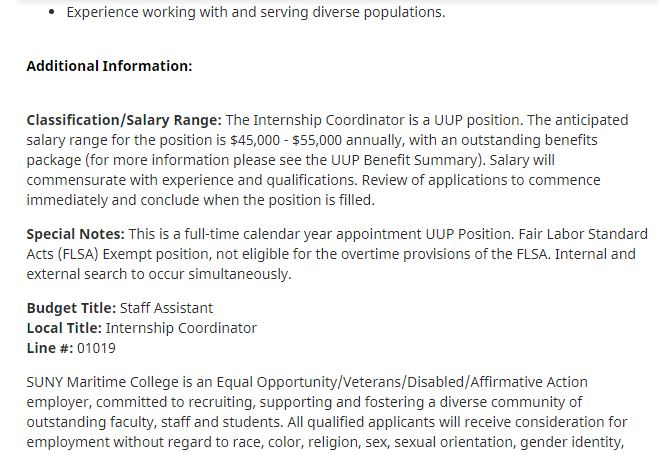 • Experience working with and serving diverse populations.
Additional Information:
Classification/Salary Range: The Internship Coordinator is a UUP position. The anticipated
salary range for the position is $45,000 - $55,000 annually, with an outstanding benefits
package (for more information please see the UUP Benefit Summary). Salary will
commensurate with experience and qualifications. Review of applications to commence
immediately and conclude when the position is filled.
Special Notes: This is a full-time calendar year appointment UUP Position. Fair Labor Standard
Acts (FLSA) Exempt position, not eligible for the overtime provisions of the FLSA. Internal and
external search to occur simultaneously.
Budget Title: Staff Assistant
Local Title: Internship Coordinator
Line #: 01019
SUNY Maritime College is an Equal Opportunity/Veterans/Disabled/Affirmative Action
employer, committed to recruiting, supporting and fostering a diverse community of
outstanding faculty, staff and students. All qualified applicants will receive consideration for
employment without regard to race, color, religion, sex, sexual orientation, gender identity,